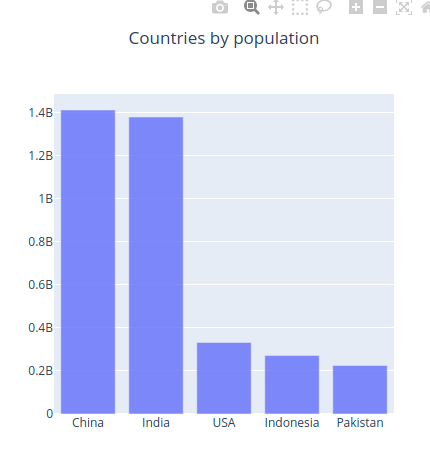 Countries by population
1.4B
1.2B
1B
0.8B
0.6B
0.4B
0.2B
0
China India USA Indonesia Pakistan